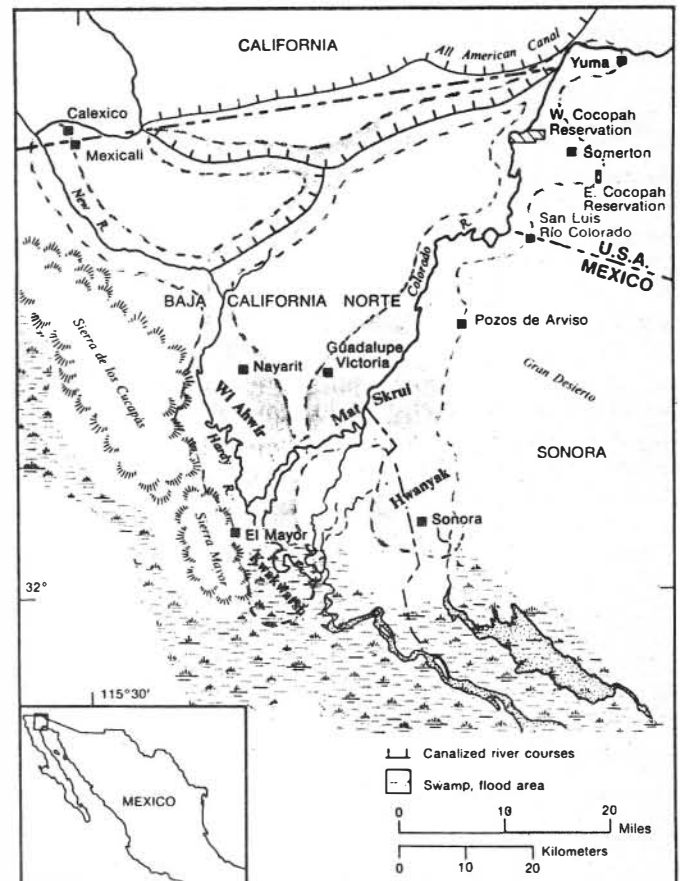 CALIFORNIA
All American Canal
Yuma
Calexico
Mexicali
W. Cocopah
Reservation
Somerton
E. Cocopah
Reservation
San Luis
Río Colorado
New R.
U.S.A.
MEXICO
Colorado R.
BAJA CALIFORNIA NORTE
Pozos de Arviso
Sierra de los Cucapás
Nayarit
Guadalupe
Victoria
Gran Desierto
Wi Ahwir
Mat Skrui
SONORA
Hardy R.
Hwanyak
Sonora
Sierra Mayor
El Mayor
32°
115°30'
MEXICO
Canalized river courses
Swamp, flood area
0 10 20
Miles
Kilometers
0 10 20